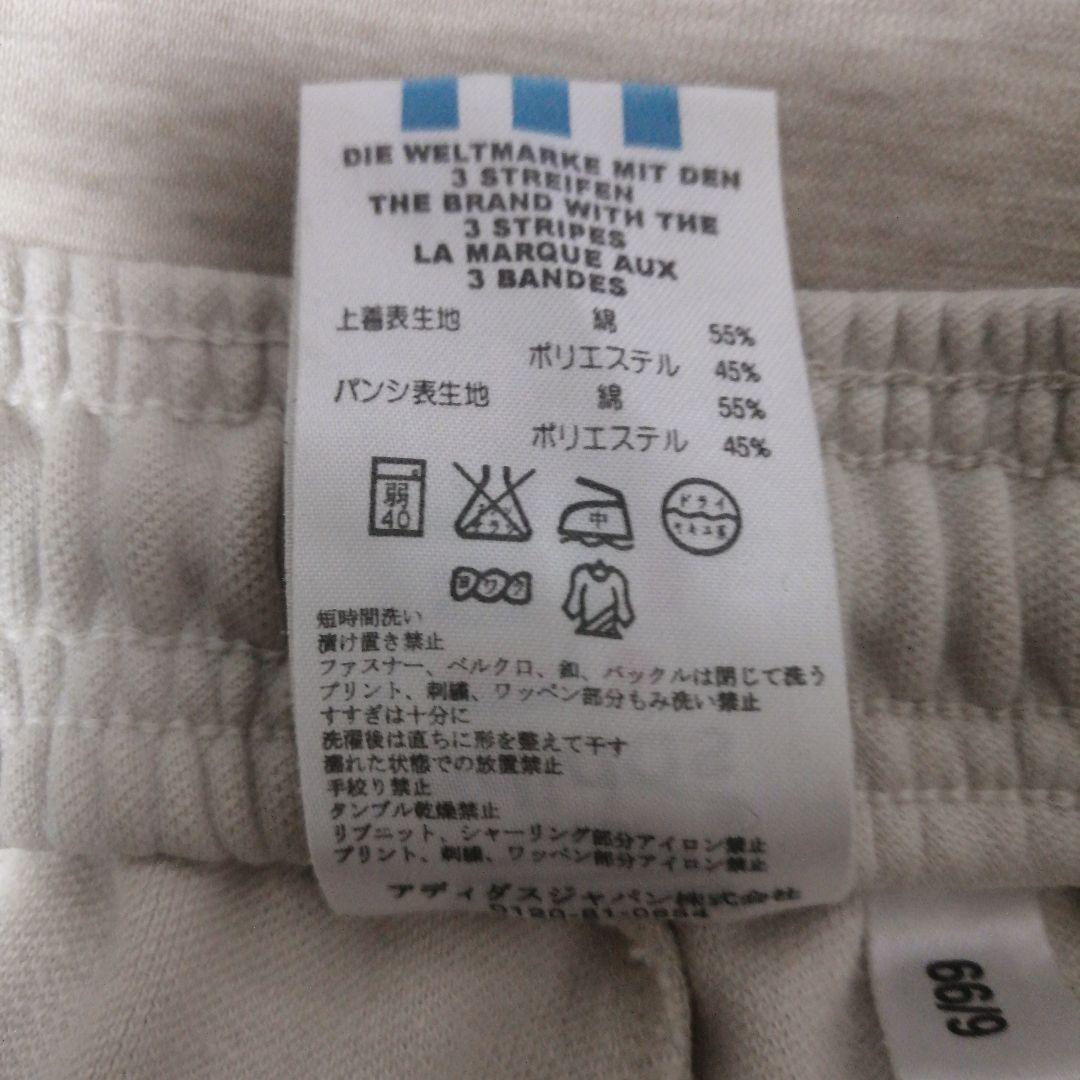 DIE WELTMARKE MIT DEN
3 STREIFEN
THE BRAND WITH THE
3 STRIPES
LA MARQUE AUX
3 BANDES
上着表生地 綿 55%
ポリエステル 45%
パンシ表生地 綿 55%
ポリエステル 45%
弱 40
中
ドライ
セキユ系
ヨワク
短時間洗い
漬け置き禁止
ファスナー、ベルクロ、釦、バックルは閉じて洗う
プリント、刺繍、ワッペン部分もみ洗い禁止
すすぎは十分に
洗濯後は直ちに形を整えて干す
濡れた状態での放置禁止
手絞り禁止
タンブル乾燥禁止
リブニット、シャーリング部分アイロン禁止
プリント、刺繍、ワッペン部分アイロン禁止
アディダスジャパン株式会社
66/9